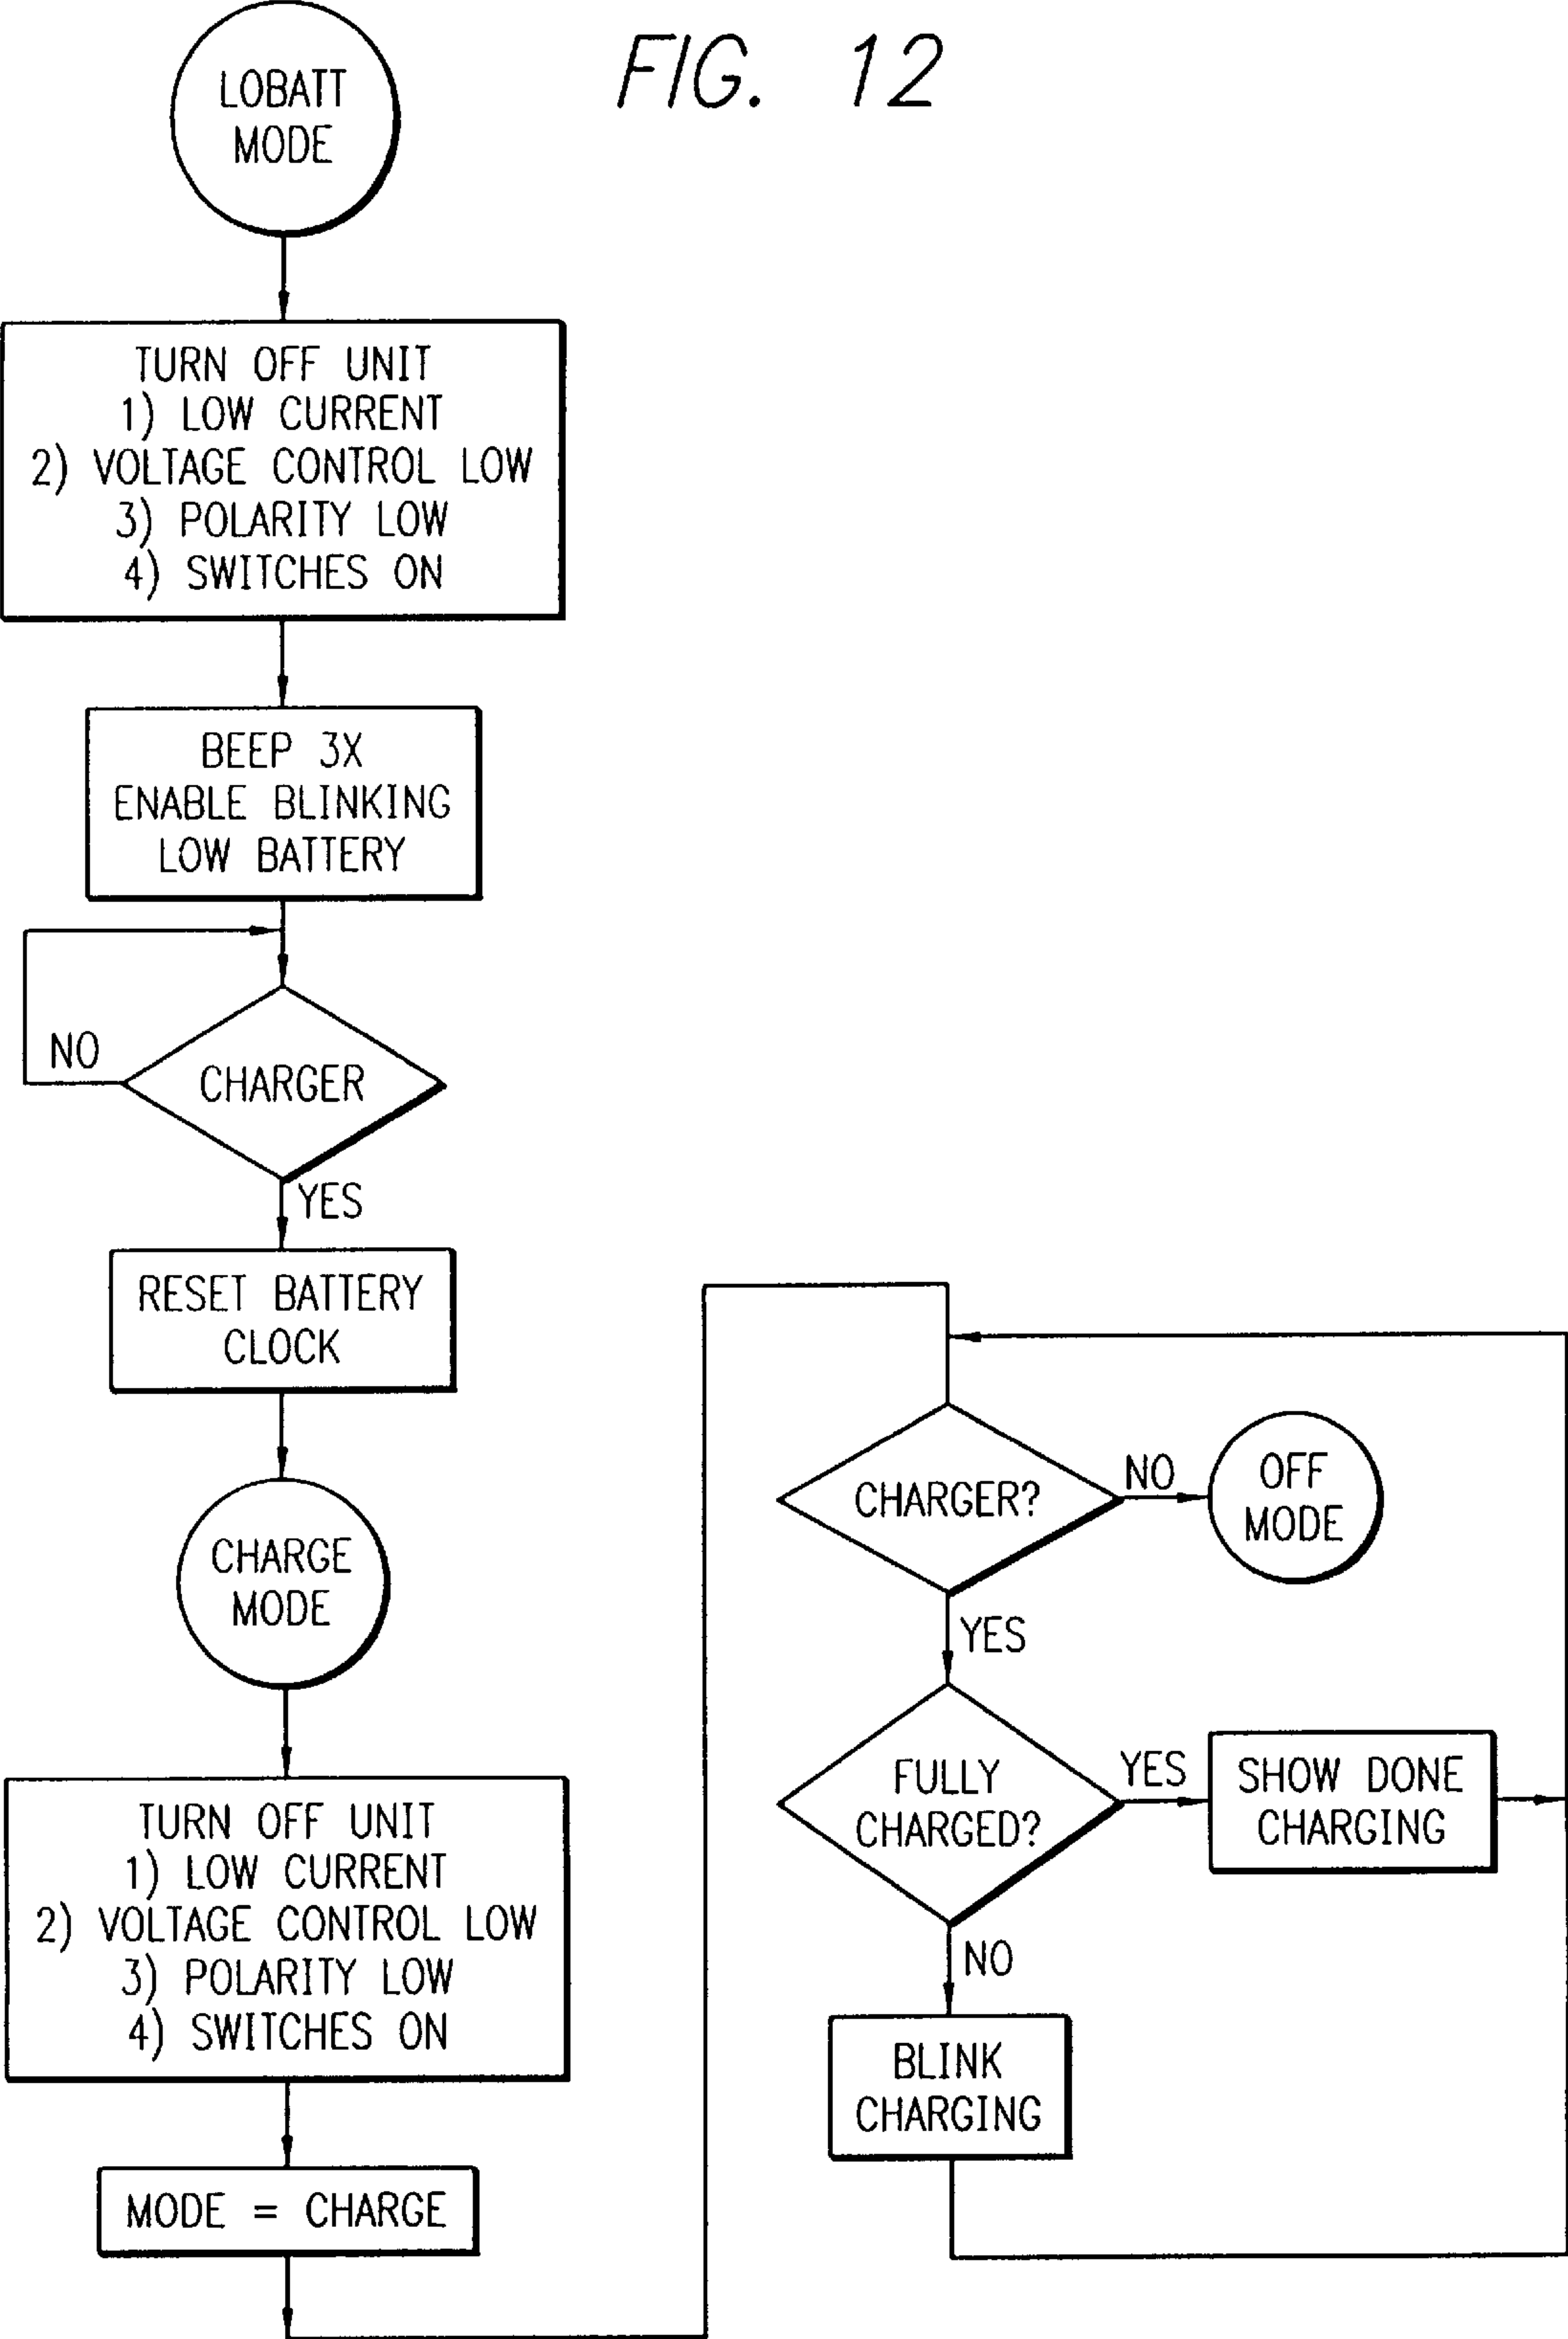 FIG. 12
LOBATT
MODE
TURN OFF UNIT
1) LOW CURRENT
2) VOLTAGE CONTROL LOW
3) POLARITY LOW
4) SWITCHES ON
BEEP 3X
ENABLE BLINKING
LOW BATTERY
NO
CHARGER
YES
RESET BATTERY
CLOCK
CHARGE
MODE
TURN OFF UNIT
1) LOW CURRENT
2) VOLTAGE CONTROL LOW
3) POLARITY LOW
4) SWITCHES ON
MODE = CHARGE
CHARGER?
NO
OFF
MODE
YES
FULLY
CHARGED?
YES
SHOW DONE
CHARGING
NO
BLINK
CHARGING